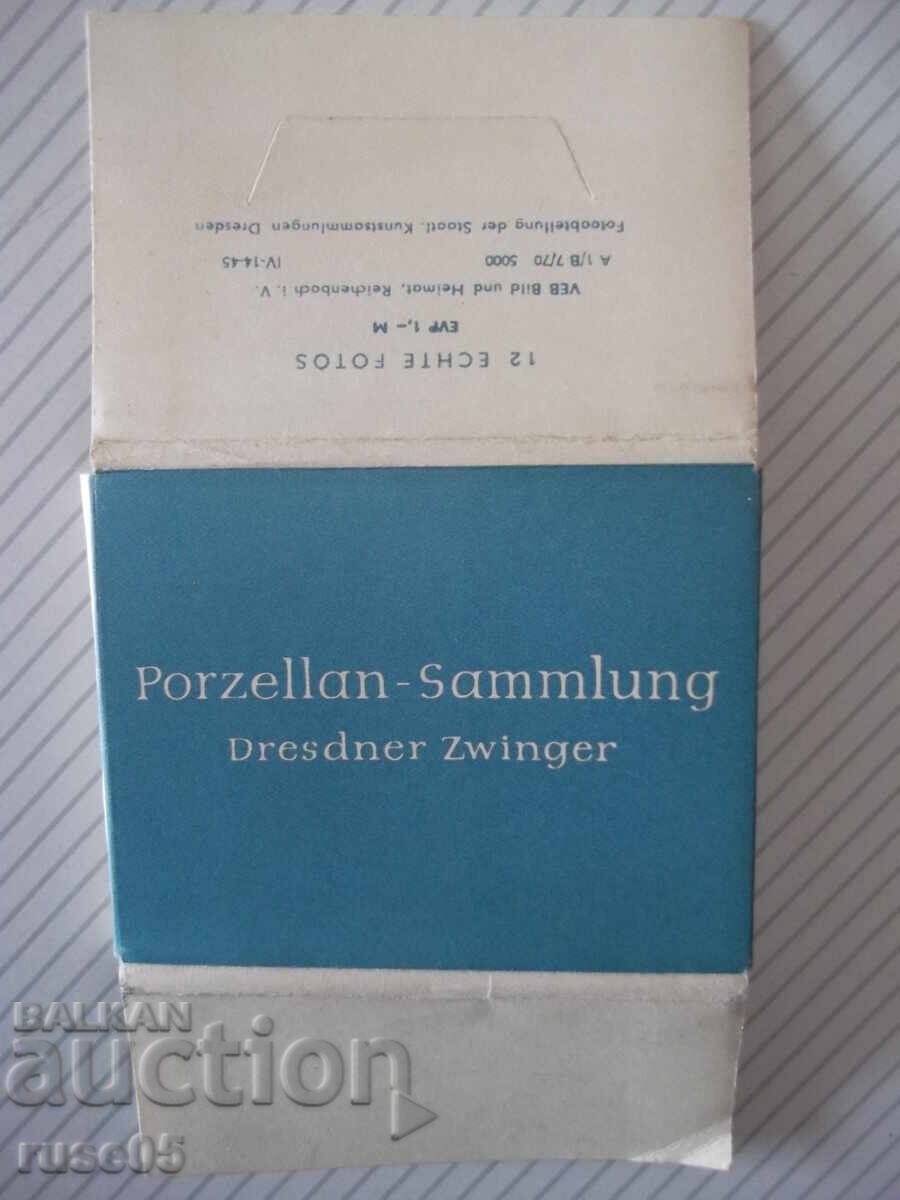 12 ECHTE FOTOS
EVP 1,– M
VEB Bild und Heimat, Reichenbach i. V.
A 1/B 7/70 5000 IV-14-45
Fotoabteilung der Staatl. Kunstsammlungen Dresden
Porzellan-Sammlung
Dresdner Zwinger
BALKAN
auction
ruse05